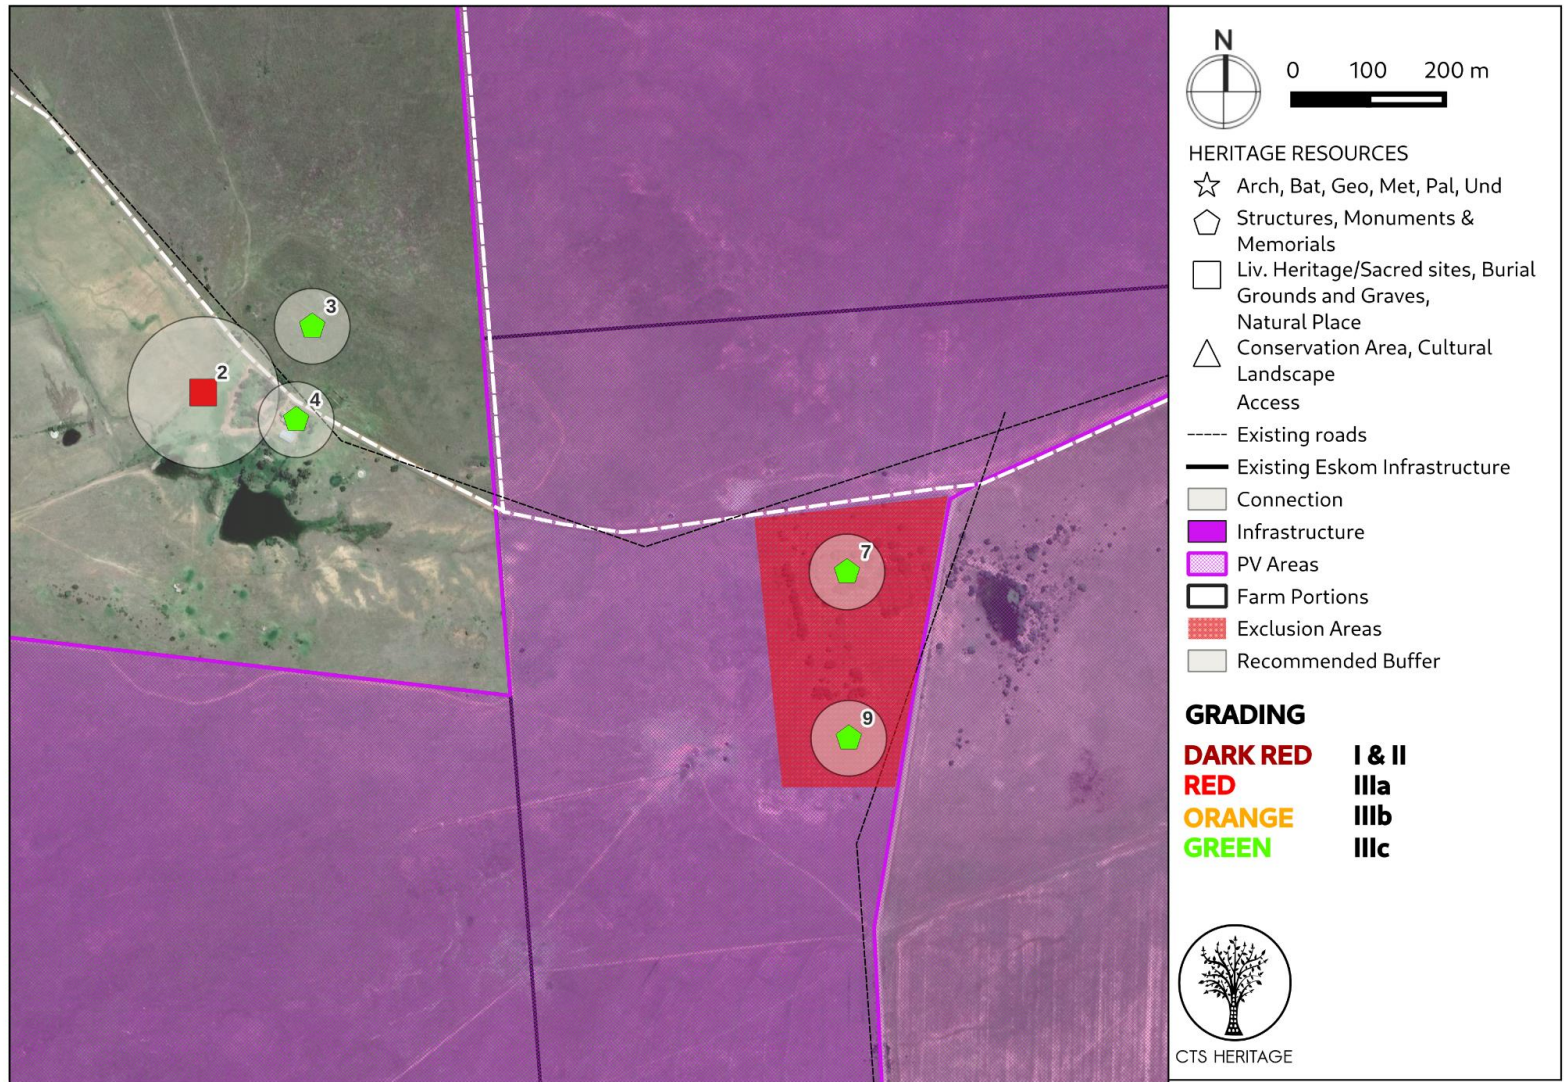 3
2
4
7
9
N
0 100 200 m
HERITAGE RESOURCES
Arch, Bat, Geo, Met, Pal, Und
Structures, Monuments &
Memorials
Liv. Heritage/Sacred sites, Burial
Grounds and Graves,
Natural Place
Conservation Area, Cultural
Landscape
Access
Existing roads
Existing Eskom Infrastructure
Connection
Infrastructure
PV Areas
Farm Portions
Exclusion Areas
Recommended Buffer
GRADING
DARK RED I & II
RED IIIa
ORANGE IIIb
GREEN IIIc
CTS HERITAGE